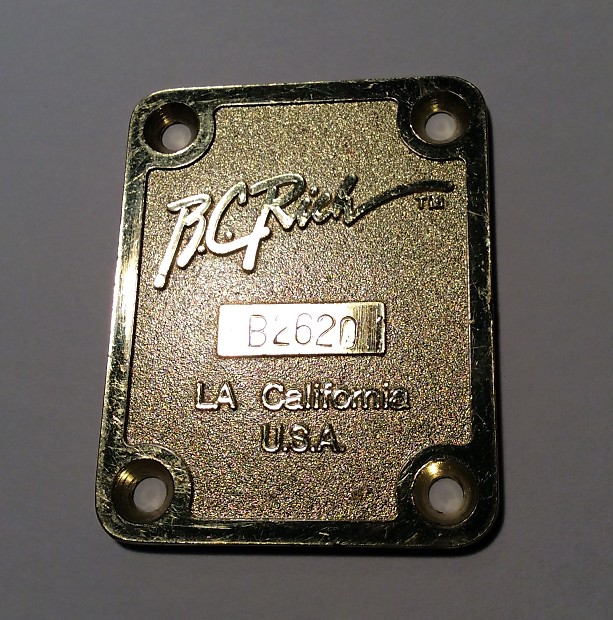 B.C. Rich TM
B2620
LA California
U.S.A.